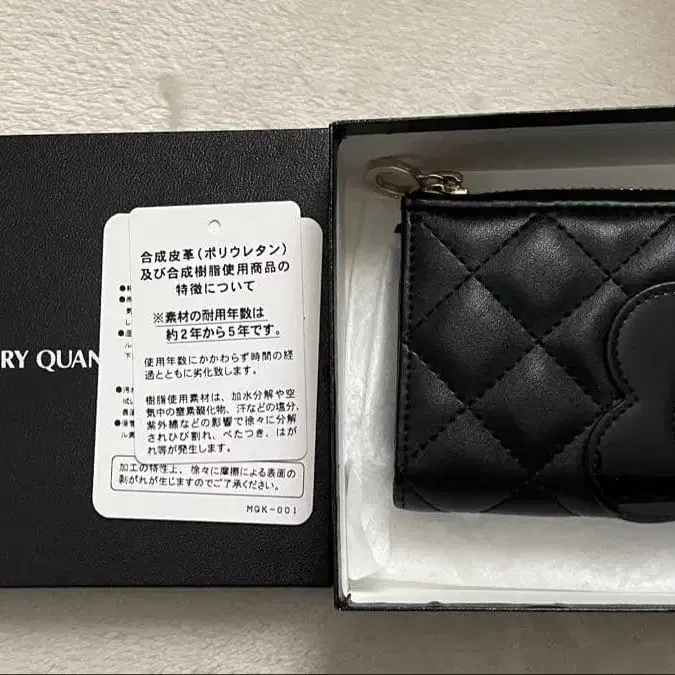 合成皮革(ポリウレタン)
及び合成樹脂使用商品の
特徴について
※素材の耐用年数は
約2年から5年です。
使用年数にかかわらず時間の経
過とともに劣化致します。
樹脂使用素材は、加水分解や空
気中の窒素酸化物、汗などの塩分、
紫外線などの影響で徐々に分解
されひび割れ、べたつき、はが
れ等が発生します。
加工の特性上、徐々に摩擦による表面の
剥がれが生じますのでご了承ください。
MQK-001
RY QUAN